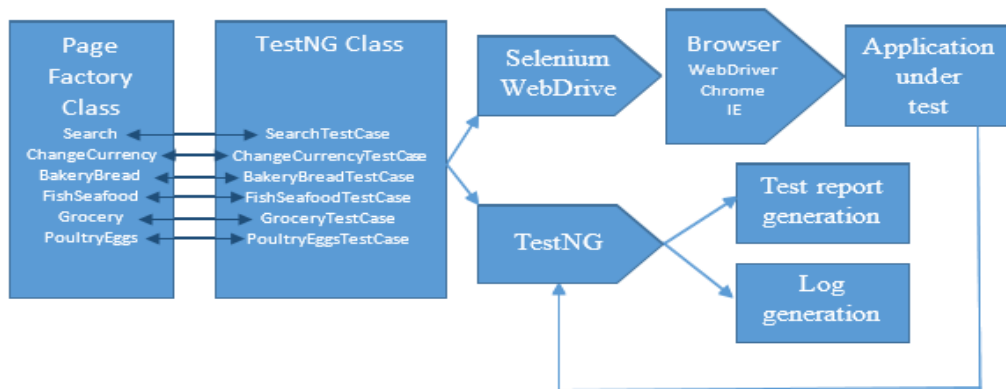 Page
Factory
Class
Search
ChangeCurrency
BakeryBread
FishSeafood
Grocery
PoultryEggs
TestNG Class
SearchTestCase
ChangeCurrencyTestCase
BakeryBreadTestCase
FishSeafoodTestCase
GroceryTestCase
PoultryEggsTestCase
Selenium
WebDrive
Browser
WebDriver
Chrome
IE
Application
under
test
TestNG
Test report
generation
Log
generation